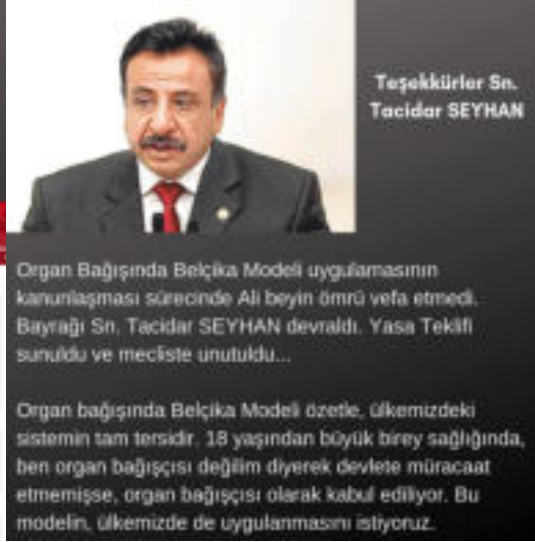 Teşekkürler Sn.
Tacidar SEYHAN
Organ Bağışında Belçika Modeli uygulamasının
kanunlaşması sürecinde Ali beyin ömrü vefa etmedi.
Bayrağı Sn. Tacidar SEYHAN devraldı. Yasa Teklifi
sunuldu ve mecliste unutuldu...
Organ bağışında Belçika Modeli özetle, ülkemizdeki
sistemin tam tersidir. 18 yaşından büyük birey sağlığında,
ben organ bağışçısı değilim diyerek devlete müracaat
etmemişse, organ bağışçısı olarak kabul ediliyor. Bu
modelin, ülkemizde de uygulanmasını istiyoruz.